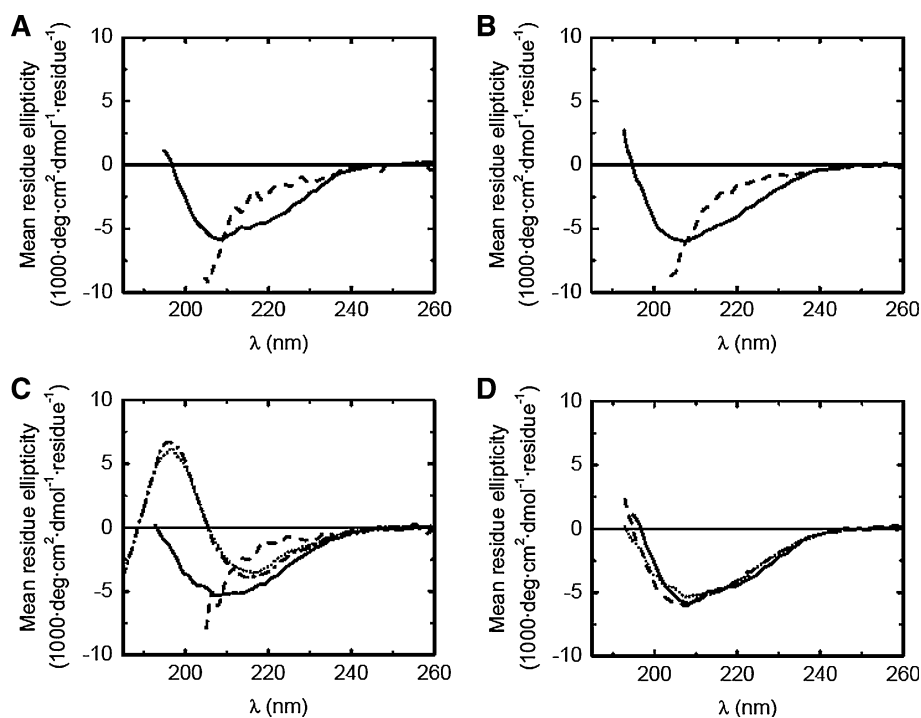 A
10
5
0
-5
-10
200 220 240 260
λ (nm)
Mean residue ellipticity
(1000·deg·cm²·dmol⁻¹·residue⁻¹)
B
10
5
0
-5
-10
200 220 240 260
λ (nm)
Mean residue ellipticity
(1000·deg·cm²·dmol⁻¹·residue⁻¹)
C
10
5
0
-5
-10
200 220 240 260
λ (nm)
Mean residue ellipticity
(1000·deg·cm²·dmol⁻¹·residue⁻¹)
D
10
5
0
-5
-10
200 220 240 260
λ (nm)
Mean residue ellipticity
(1000·deg·cm²·dmol⁻¹·residue⁻¹)